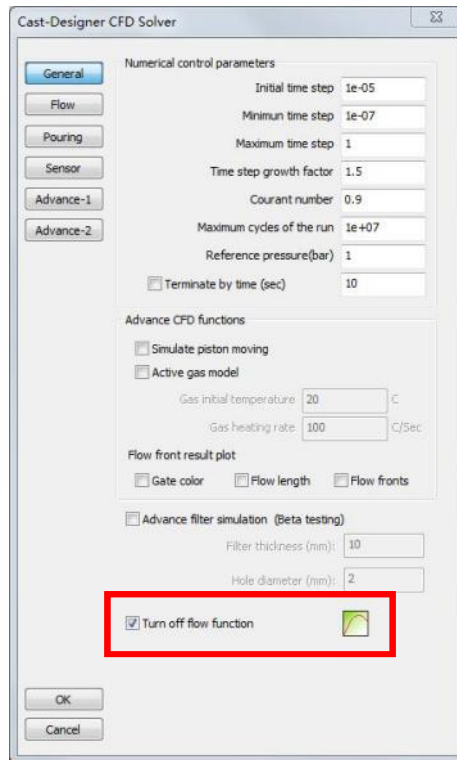 Cast-Designer CFD Solver
General
Flow
Pouring
Sensor
Advance-1
Advance-2
Numerical control parameters
Initial time step 1e-05
Minimun time step 1e-07
Maximum time step 1
Time step growth factor 1.5
Courant number 0.9
Maximum cycles of the run 1e+07
Reference pressure(bar) 1
Terminate by time (sec) 10
Advance CFD functions
Simulate piston moving
Active gas model
Gas initial temperature 20 C
Gas heating rate 100 C/Sec
Flow front result plot
Gate color Flow length Flow fronts
Advance filter simulation (Beta testing)
Filter thickness (mm): 10
Hole diameter (mm): 2
Turn off flow function
OK
Cancel